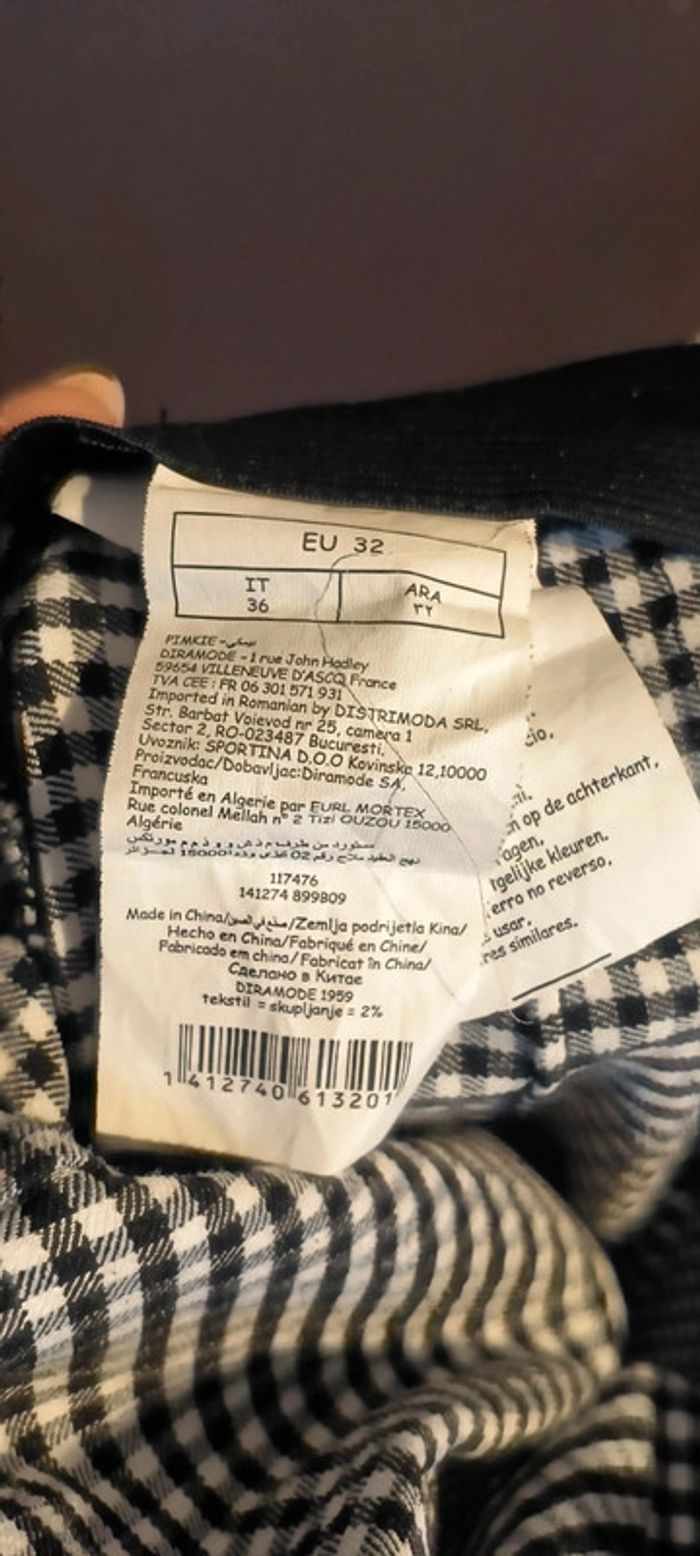 EU 32
IT
36
ARA
٣٢
PIMKIE - بيمكي
DIRAMODE - 1 rue John Hadley
59654 VILLENEUVE D'ASCQ France
TVA CEE : FR 06 301 571 931
Imported in Romanian by DISTRIMODA SRL,
Str. Barbat Voievod nr 25, camera 1
Sector 2, RO-023487 Bucuresti.
Uvoznik: SPORTINA D.O.O Kovinska 12,10000
Proizvodac/Dobavljac:Diramode SA,
Francuska
Importé en Algerie par EURL MORTEX
Rue colonel Mellah n° 2 Tizi OUZOU 15000
Algérie
117476
141274 899B09
Made in China/صنع في الصين/Zemlja podrijetla Kina/
Hecho en China/Fabriqué en Chine/
Fabricado em china/Fabricat în China/
Сделано в Китае
DIRAMODE 1959
tekstil = skupljanje = 2%
1 412740 613201
cio.
op de achterkant,
agen.
gelijke kleuren.
erro no reverso,
usar.
res similares.